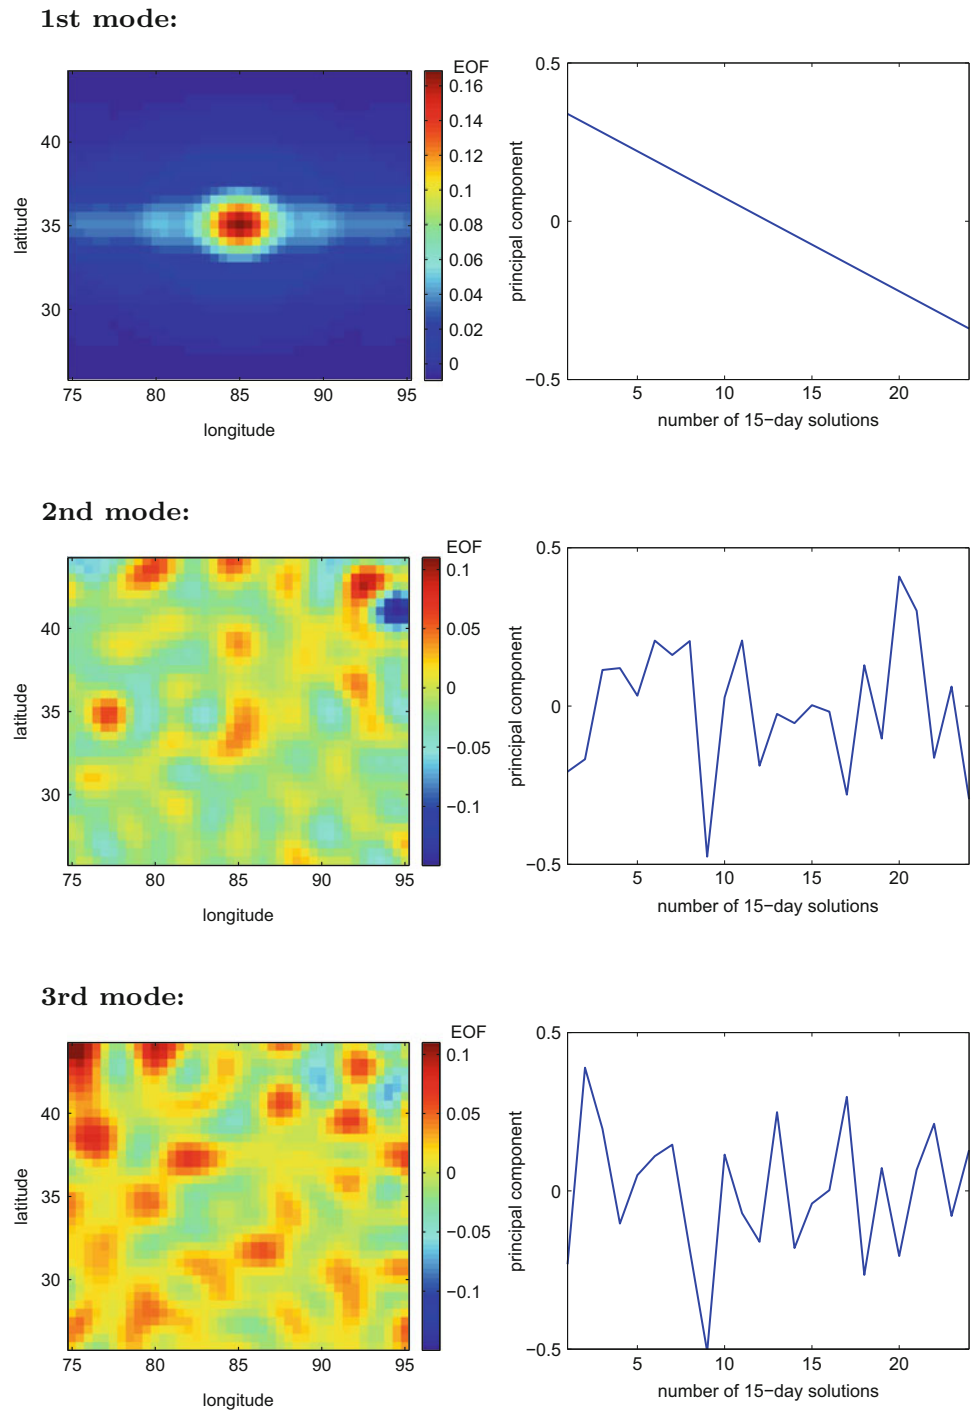 1st mode:
EOF
0.16
0.14
0.12
0.1
0.08
0.06
0.04
0.02
0
40
35
30
latitude
75 80 85 90 95
longitude
0.5
0
−0.5
principal component
5 10 15 20
number of 15−day solutions
2nd mode:
EOF
0.1
0.05
0
−0.05
−0.1
40
35
30
latitude
75 80 85 90 95
longitude
0.5
0
−0.5
principal component
5 10 15 20
number of 15−day solutions
3rd mode:
EOF
0.1
0.05
0
−0.05
−0.1
40
35
30
latitude
75 80 85 90 95
longitude
0.5
0
−0.5
principal component
5 10 15 20
number of 15−day solutions